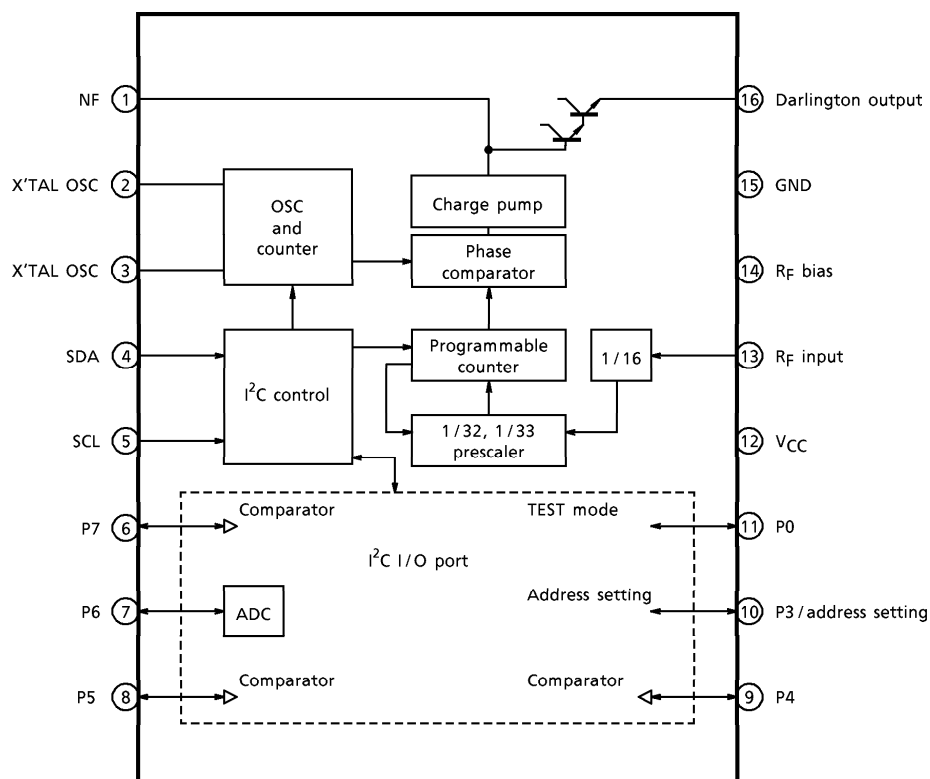 NF 1
16 Darlington output
X'TAL OSC 2
OSC
and
counter
Charge pump
15 GND
X'TAL OSC 3
Phase
comparator
14 RF bias
SDA 4
I2C control
Programmable
counter
1/16
13 RF input
SCL 5
1/32, 1/33
prescaler
12 VCC
P7 6
Comparator
TEST mode
11 P0
I2C I/O port
P6 7
ADC
Address setting
10 P3/address setting
P5 8
Comparator
Comparator
9 P4